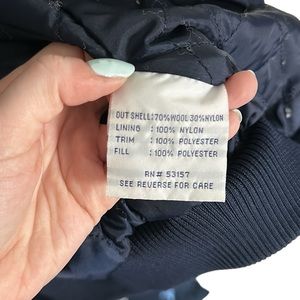 OUT SHELL:70%WOOL 30%NYLON
LINING : 100% NYLON
TRIM : 100% POLYESTER
FILL : 100% POLYESTER
RN# 53157
SEE REVERSE FOR CARE